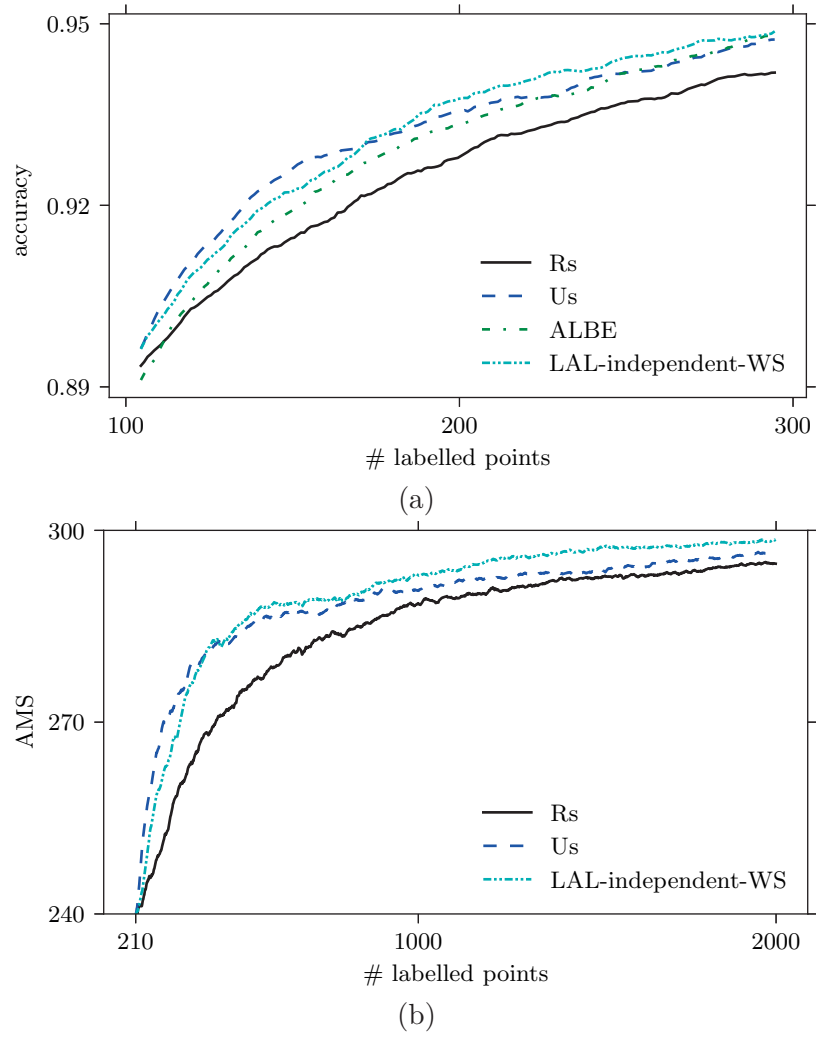 0.95
accuracy
0.92
0.89
Rs
Us
ALBE
LAL-independent-WS
100 200 300
# labelled points
(a)
300
AMS
270
240
Rs
Us
LAL-independent-WS
210 1000 2000
# labelled points
(b)